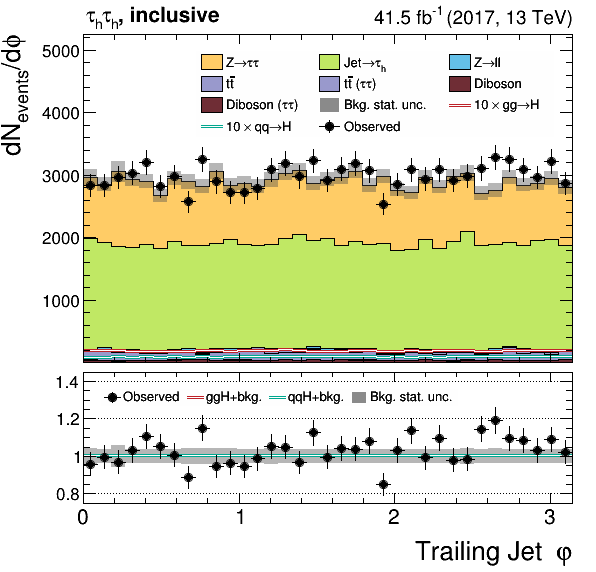 τhτh, inclusive
41.5 fb⁻¹ (2017, 13 TeV)
dNevents/dϕ
5000
4000
3000
2000
1000
Z→ττ
Jet→τh
Z→ll
tt̄
tt̄ (ττ)
Diboson
Diboson (ττ)
Bkg. stat. unc.
10 × gg→H
10 × qq→H
Observed
1.4
1.2
1
0.8
Observed
ggH+bkg.
qqH+bkg.
Bkg. stat. unc.
0
1
2
3
Trailing Jet φ